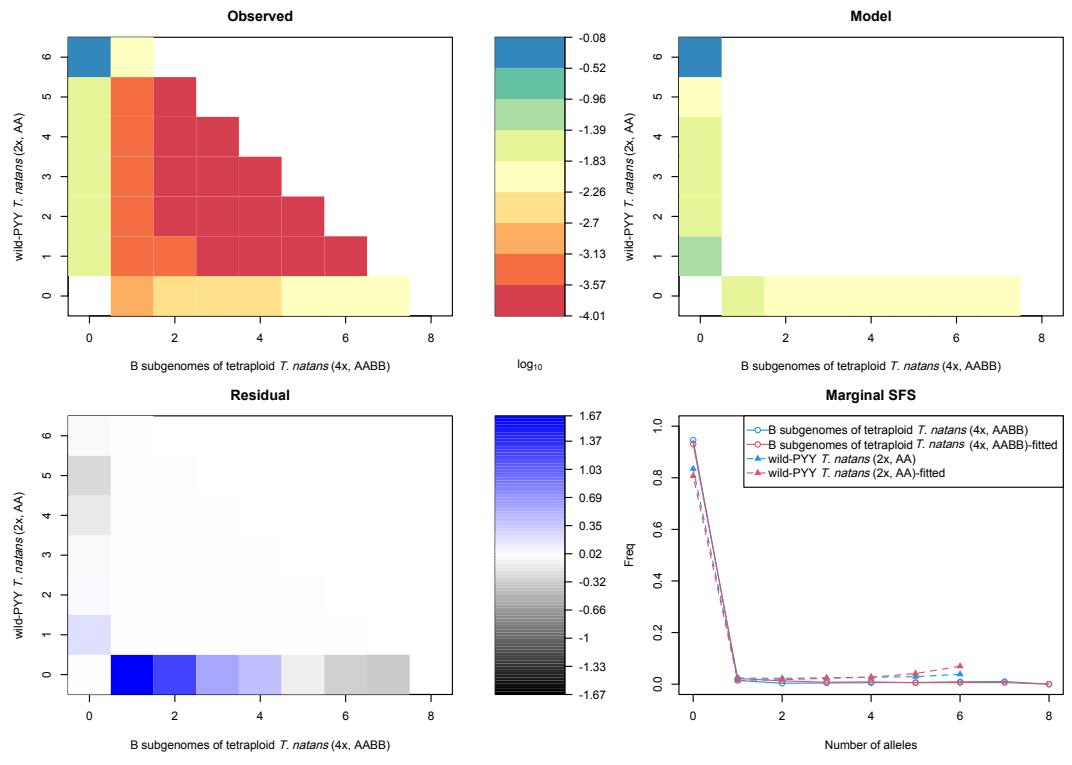 Observed
wild-PYY T. natans (2x, AA)
6
5
4
3
2
1
0
0 2 4 6 8
B subgenomes of tetraploid T. natans (4x, AABB)
-0.08
-0.52
-0.96
-1.39
-1.83
-2.26
-2.7
-3.13
-3.57
-4.01
log10
Model
wild-PYY T. natans (2x, AA)
6
5
4
3
2
1
0
0 2 4 6 8
B subgenomes of tetraploid T. natans (4x, AABB)
Residual
wild-PYY T. natans (2x, AA)
6
5
4
3
2
1
0
0 2 4 6 8
B subgenomes of tetraploid T. natans (4x, AABB)
1.67
1.37
1.03
0.69
0.35
0.02
-0.32
-0.66
-1
-1.33
-1.67
Marginal SFS
B subgenomes of tetraploid T. natans (4x, AABB)
B subgenomes of tetraploid T. natans (4x, AABB)-fitted
wild-PYY T. natans (2x, AA)
wild-PYY T. natans (2x, AA)-fitted
Freq
1.0
0.8
0.6
0.4
0.2
0.0
0 2 4 6 8
Number of alleles